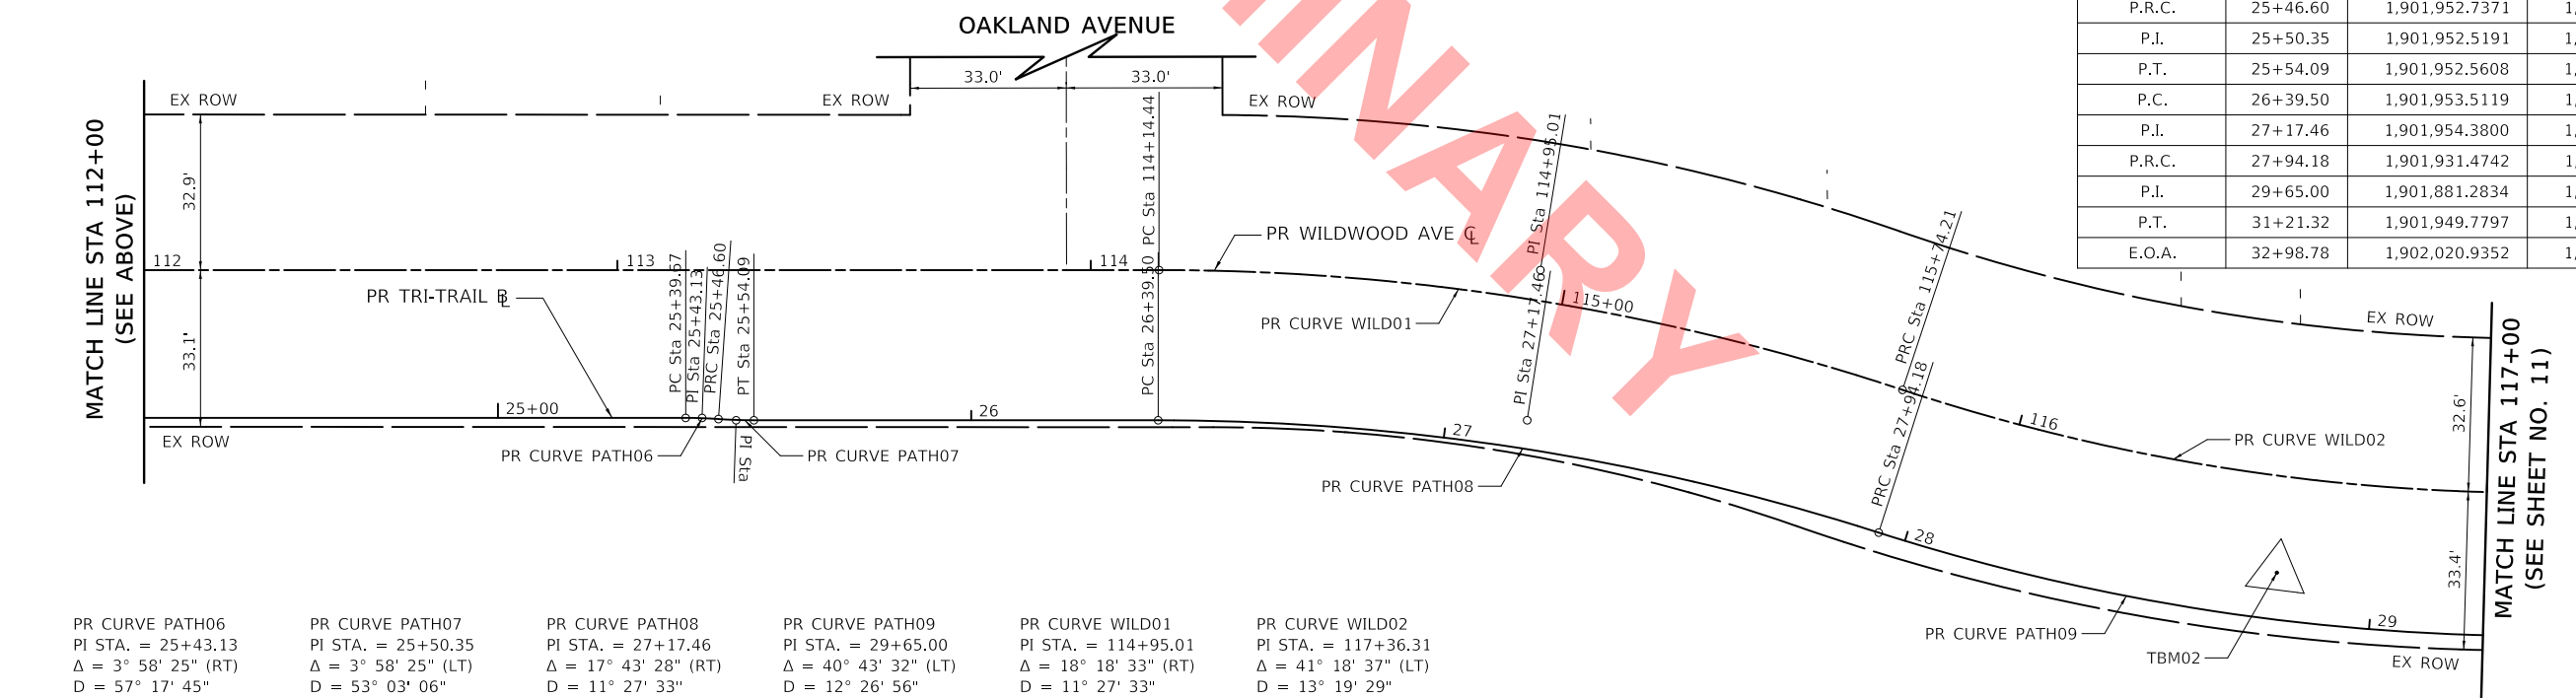 OAKLAND AVENUE
33.0'
33.0'
EX ROW
EX ROW
EX ROW
MATCH LINE STA 112+00
(SEE ABOVE)
32.9'
33.1'
112
113
114
115+00
116
PR TRI-TRAIL ℄
PR WILDWOOD AVE ℄
PC Sta 25+39.67
PI Sta 25+43.13
PRC Sta 25+46.60
PT Sta 25+54.09
PI Sta
PC Sta 26+39.50
PC Sta 114+14.44
PI Sta 114+95.01
PI Sta 27+17.46
PRC Sta 115+74.21
PRC Sta 27+94.18
PR CURVE WILD01
PR CURVE WILD02
25+00
26
27
28
29
EX ROW
PR CURVE PATH06
PR CURVE PATH07
PR CURVE PATH08
PR CURVE PATH09
TBM02
EX ROW
EX ROW
32.6'
33.4'
MATCH LINE STA 117+00
(SEE SHEET NO. 11)
P.R.C. 25+46.60 1,901,952.7371 1,
P.I. 25+50.35 1,901,952.5191 1,
P.T. 25+54.09 1,901,952.5608 1,
P.C. 26+39.50 1,901,953.5119 1,
P.I. 27+17.46 1,901,954.3800 1,
P.R.C. 27+94.18 1,901,931.4742 1,
P.I. 29+65.00 1,901,881.2834 1,
P.T. 31+21.32 1,901,949.7797 1,
E.O.A. 32+98.78 1,902,020.9352 1,
INARY
PR CURVE PATH06
PI STA. = 25+43.13
Δ = 3° 58' 25" (RT)
D = 57° 17' 45"
PR CURVE PATH07
PI STA. = 25+50.35
Δ = 3° 58' 25" (LT)
D = 53° 03' 06"
PR CURVE PATH08
PI STA. = 27+17.46
Δ = 17° 43' 28" (RT)
D = 11° 27' 33"
PR CURVE PATH09
PI STA. = 29+65.00
Δ = 40° 43' 32" (LT)
D = 12° 26' 56"
PR CURVE WILD01
PI STA. = 114+95.01
Δ = 18° 18' 33" (RT)
D = 11° 27' 33"
PR CURVE WILD02
PI STA. = 117+36.31
Δ = 41° 18' 37" (LT)
D = 13° 19' 29"